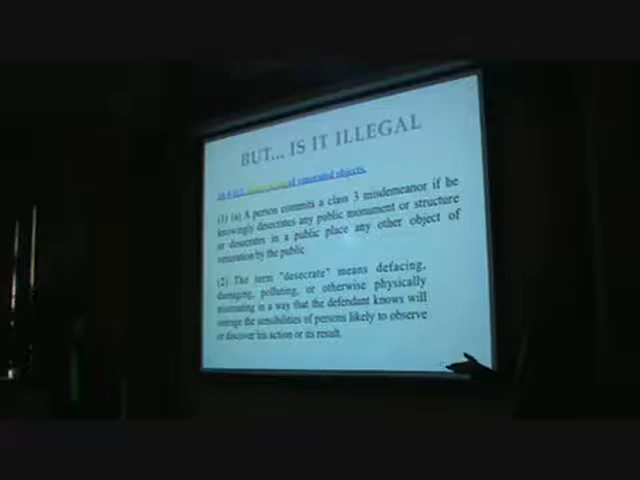 BUT... IS IT ILLEGAL
of venerated objects.
(1) (a) A person commits a class 3 misdemeanor if he
knowingly desecrates any public monument or structure
or desecrates in a public place any other object of
veneration by the public
(2) The term "desecrate" means defacing,
damaging, polluting, or otherwise physically
mistreating in a way that the defendant knows will
outrage the sensibilities of persons likely to observe
or discover his action or its result.